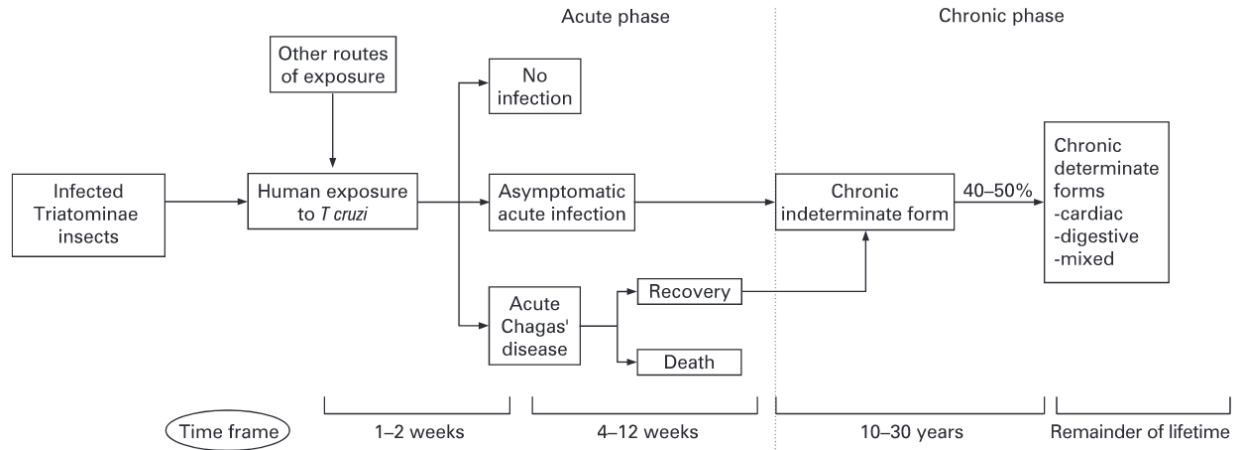 Acute phase
Chronic phase
Other routes
of exposure
No
infection
Infected
Triatominae
insects
Human exposure
to T cruzi
Asymptomatic
acute infection
Chronic
indeterminate form
40–50%
Chronic
determinate
forms
-cardiac
-digestive
-mixed
Acute
Chagas'
disease
Recovery
Death
Time frame
1–2 weeks
4–12 weeks
10–30 years
Remainder of lifetime